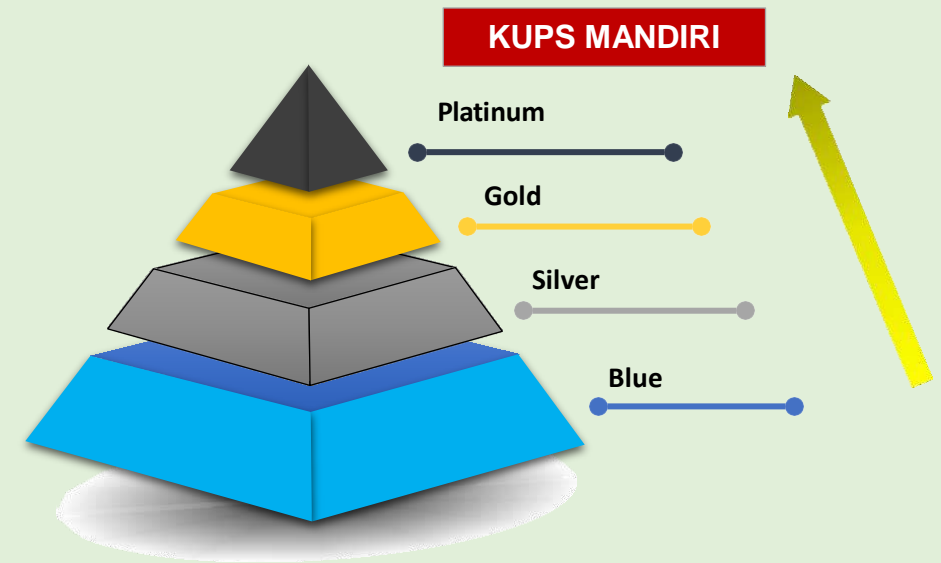 KUPS MANDIRI
Platinum
Gold
Silver
Blue